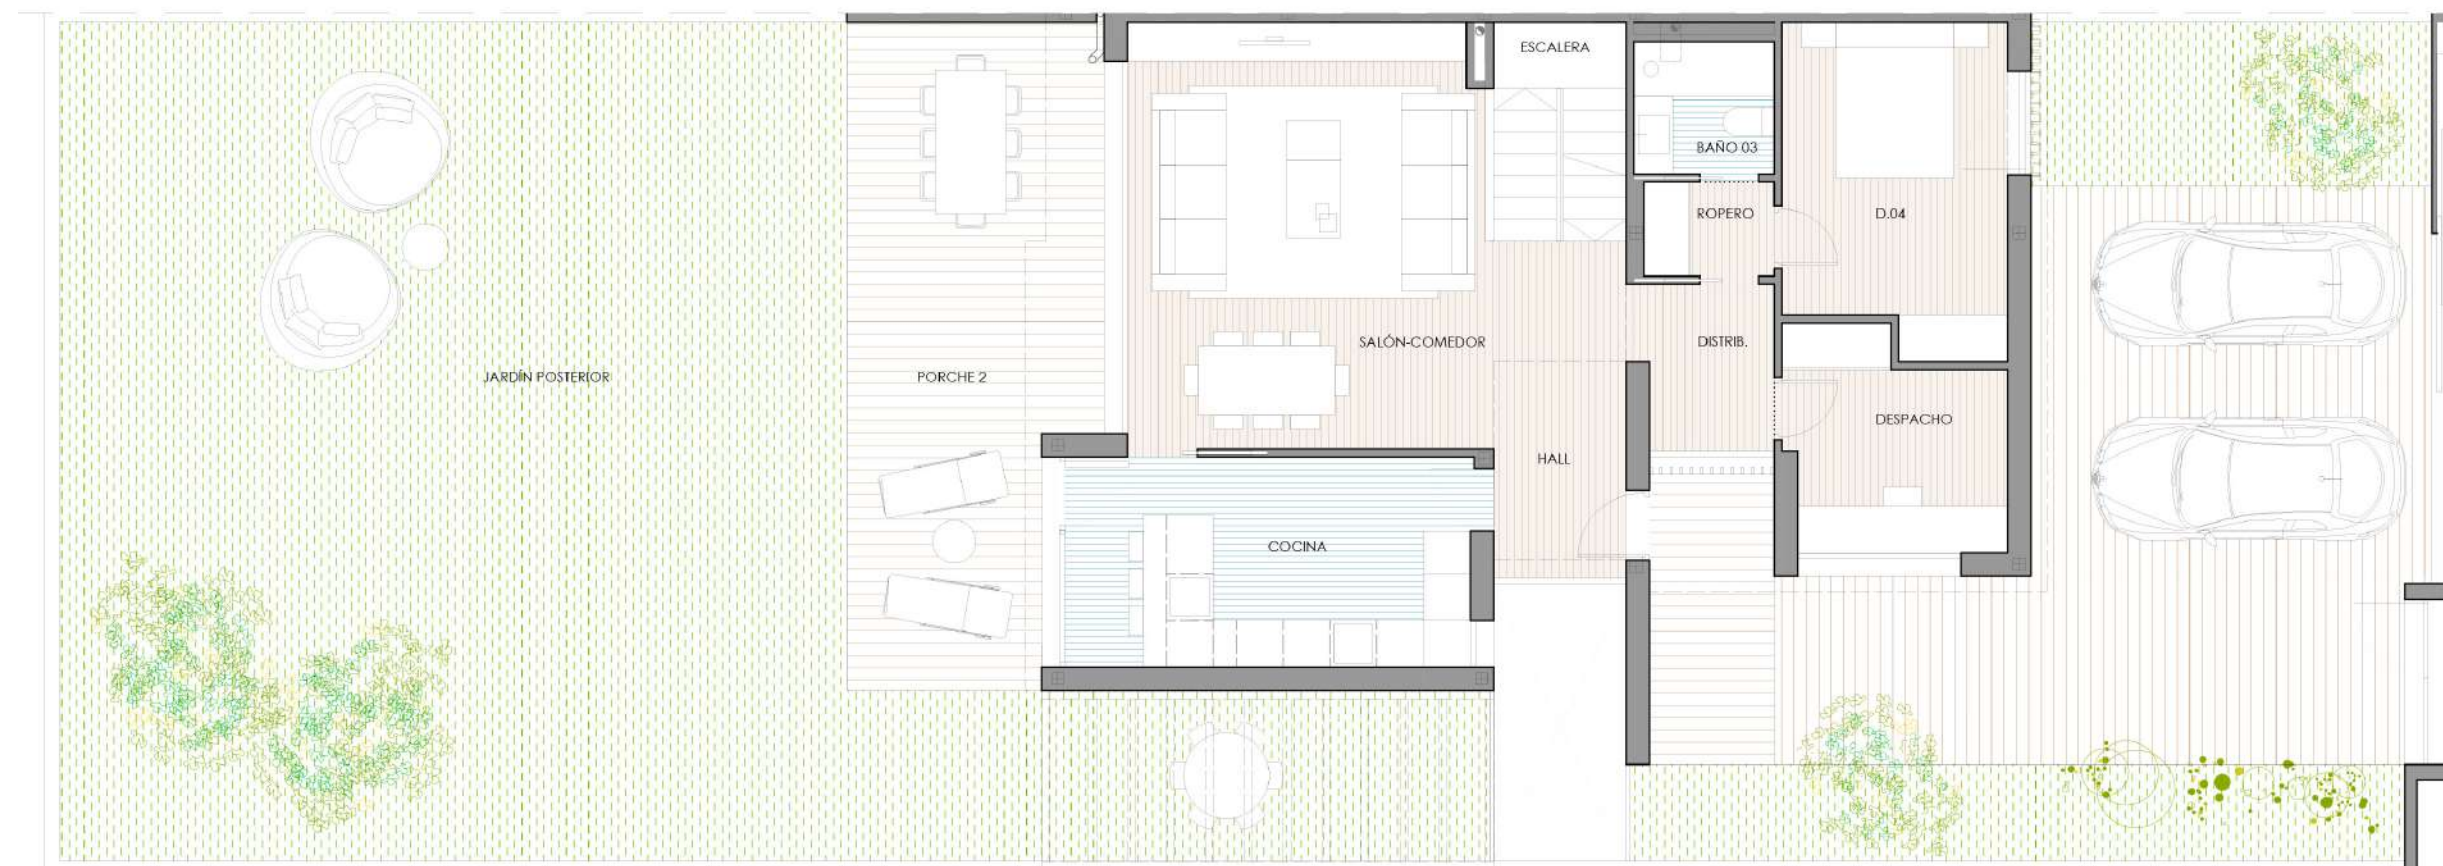 ESCALERA
BAÑO 03
ROPERO
D.04
SALÓN-COMEDOR
DISTRIB.
JARDÍN POSTERIOR
PORCHE 2
DESPACHO
HALL
COCINA